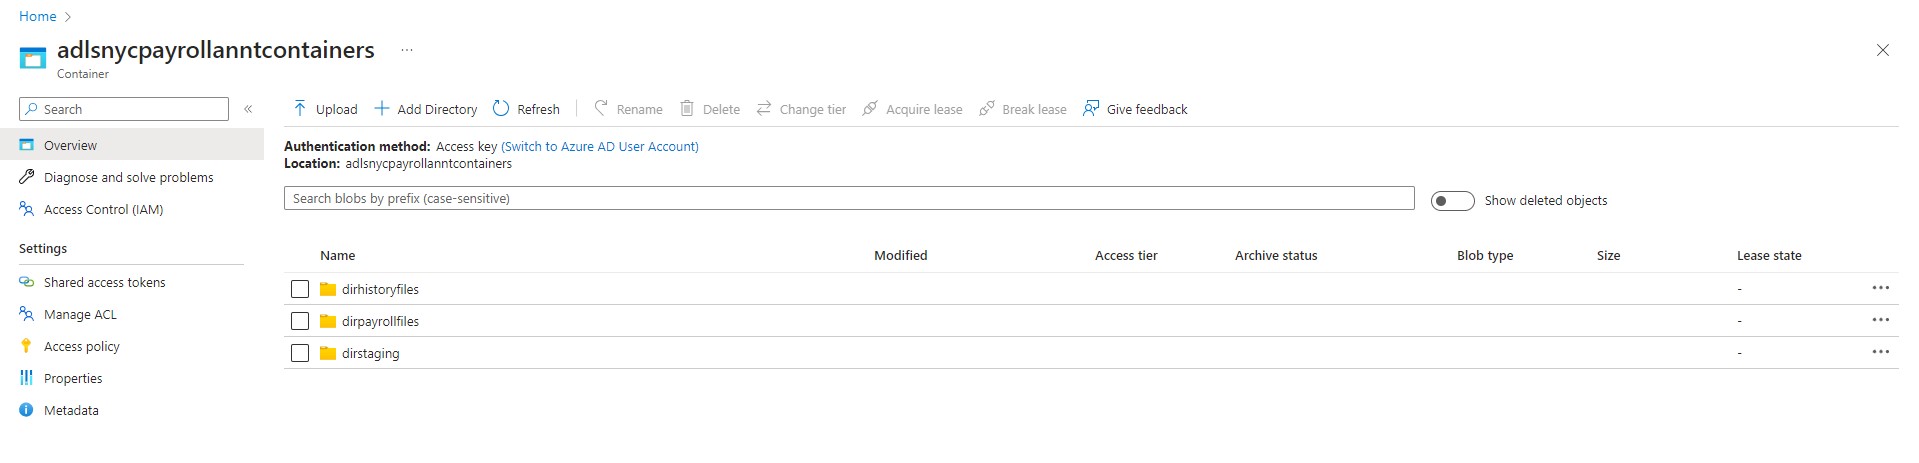 Home
adlsnycpayrollanntcontainers ...
Container
Search
Upload Add Directory Refresh Rename Delete Change tier Acquire lease Break lease Give feedback
Overview
Diagnose and solve problems
Access Control (IAM)
Settings
Shared access tokens
Manage ACL
Access policy
Properties
Metadata
Authentication method: Access key (Switch to Azure AD User Account)
Location: adlsnycpayrollanntcontainers
Search blobs by prefix (case-sensitive) Show deleted objects
Name Modified Access tier Archive status Blob type Size Lease state
dirhistoryfiles - ...
dirpayrollfiles - ...
dirstaging - ...